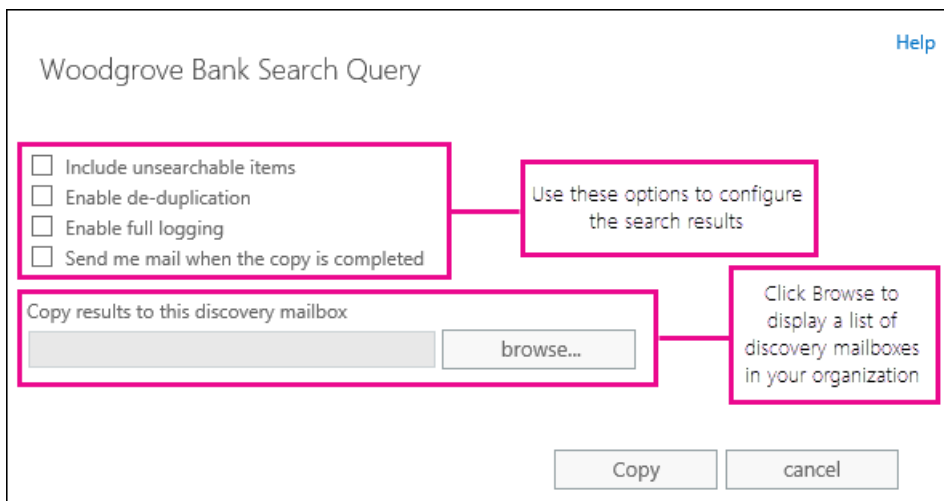 Help
Woodgrove Bank Search Query
Include unsearchable items
Enable de-duplication
Enable full logging
Send me mail when the copy is completed
Use these options to configure
the search results
Copy results to this discovery mailbox
browse...
Click Browse to
display a list of
discovery mailboxes
in your organization
Copy
cancel